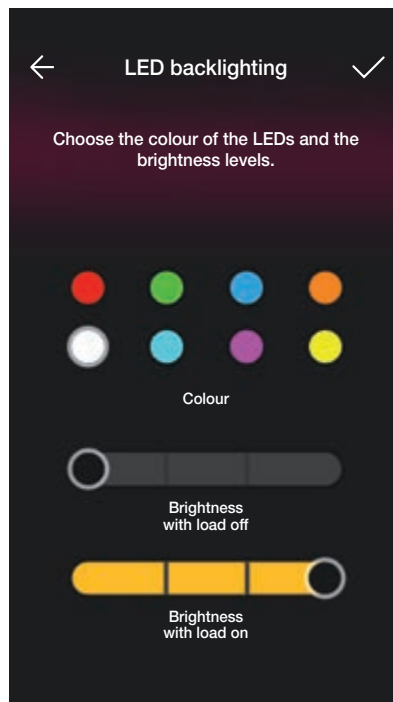 LED backlighting
Choose the colour of the LEDs and the
brightness levels.
Colour
Brightness
with load off
Brightness
with load on